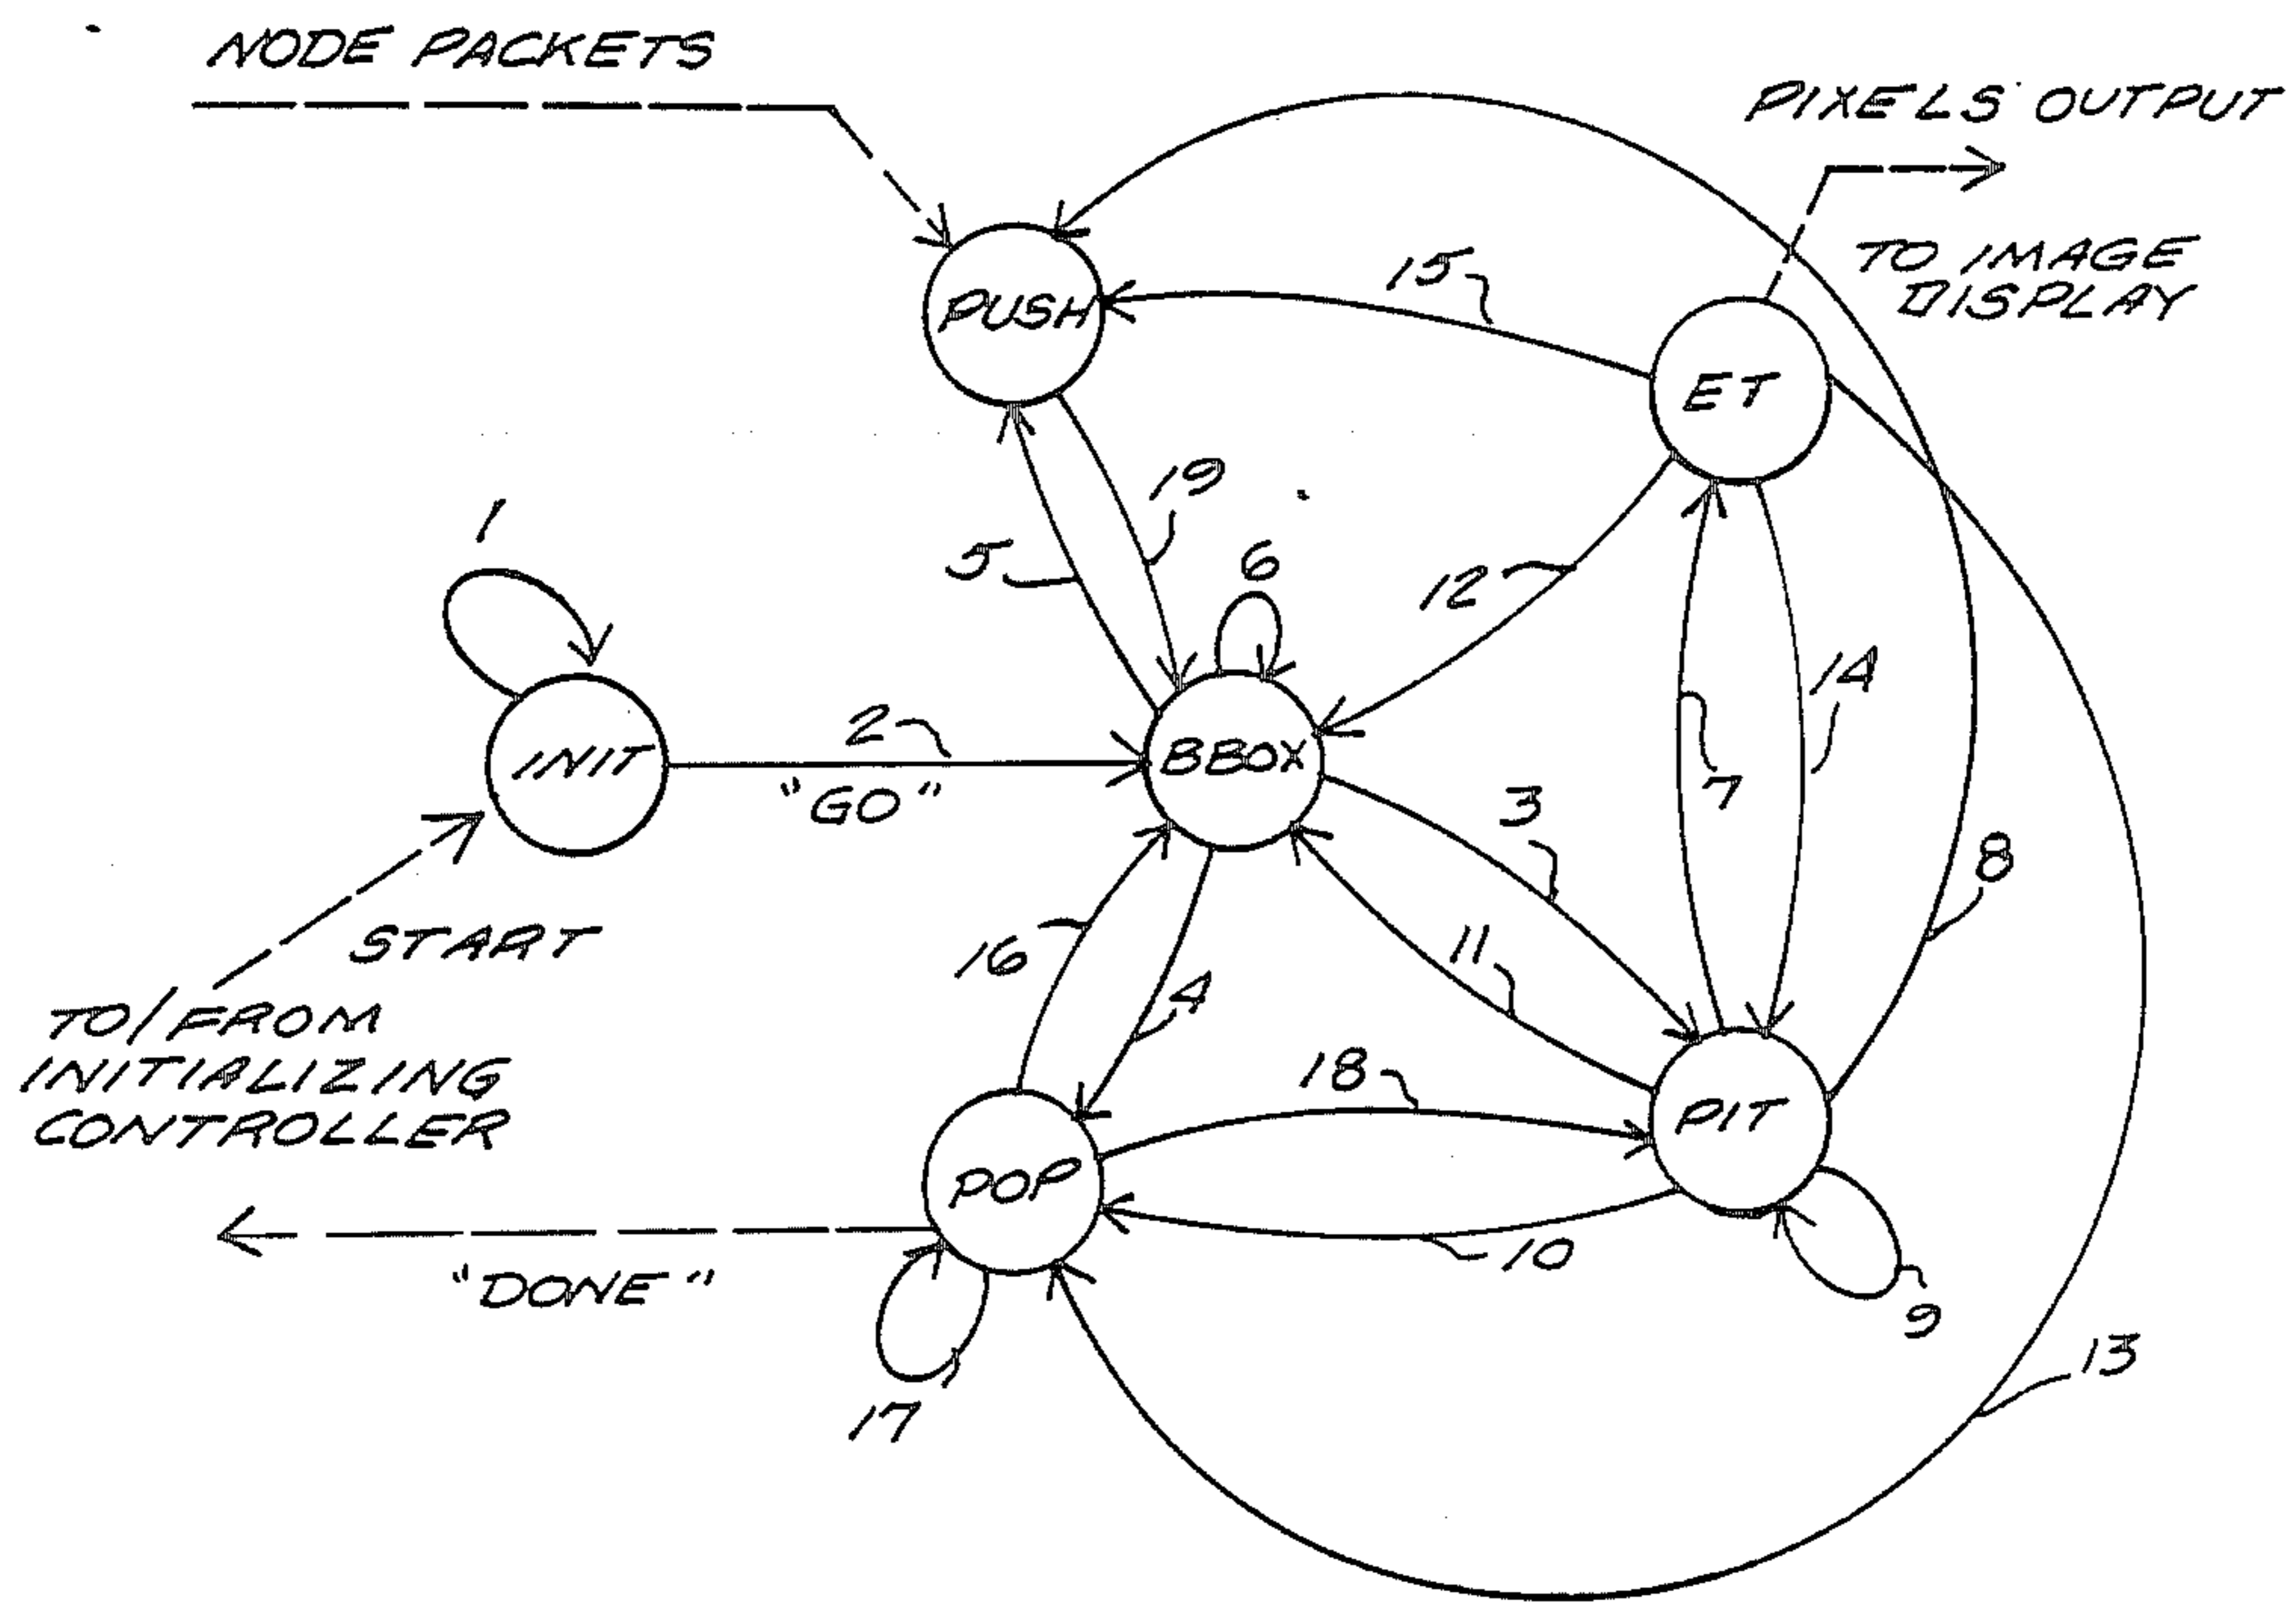 NODE PACKETS
PIXELS OUTPUT
TO IMAGE
DISPLAY
PUSH
15
ET
19
5
6
12
1
14
2
INIT
BBOX
"GO"
7
3
8
START
16
11
4
TO/FROM
INITIALIZING
CONTROLLER
18
PIT
POP
10
"DONE"
9
13
17